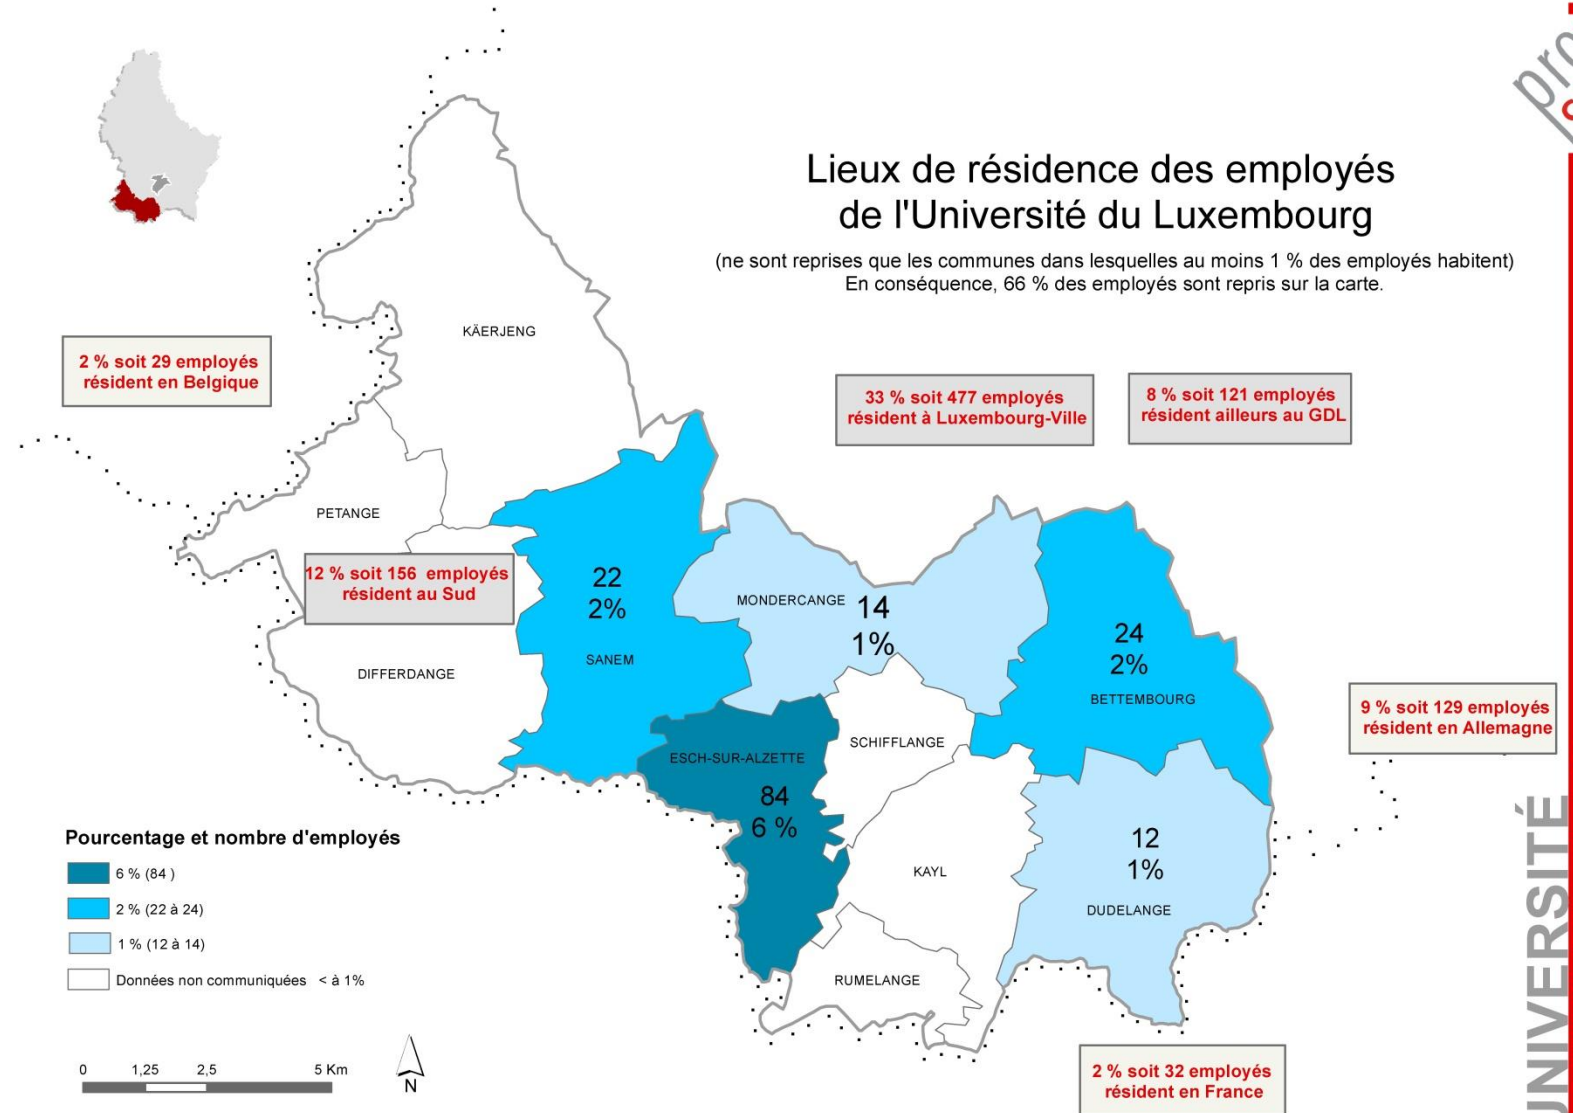 Lieux de résidence des employés
de l'Université du Luxembourg
(ne sont reprises que les communes dans lesquelles au moins 1 % des employés habitent)
En conséquence, 66 % des employés sont repris sur la carte.
KÄERJENG
2 % soit 29 employés
résident en Belgique
33 % soit 477 employés
résident à Luxembourg-Ville
8 % soit 121 employés
résident ailleurs au GDL
PETANGE
12 % soit 156 employés
résident au Sud
22
2%
SANEM
MONDERCANGE
14
1%
24
2%
BETTEMBOURG
DIFFERDANGE
9 % soit 129 employés
résident en Allemagne
SCHIFFLANGE
ESCH-SUR-ALZETTE
84
6 %
12
1%
DUDELANGE
KAYL
RUMELANGE
Pourcentage et nombre d'employés
6 % (84 )
2 % (22 à 24)
1 % (12 à 14)
Données non communiquées < à 1%
0 1,25 2,5 5 Km
N
2 % soit 32 employés
résident en France
UNIVERSITÉ